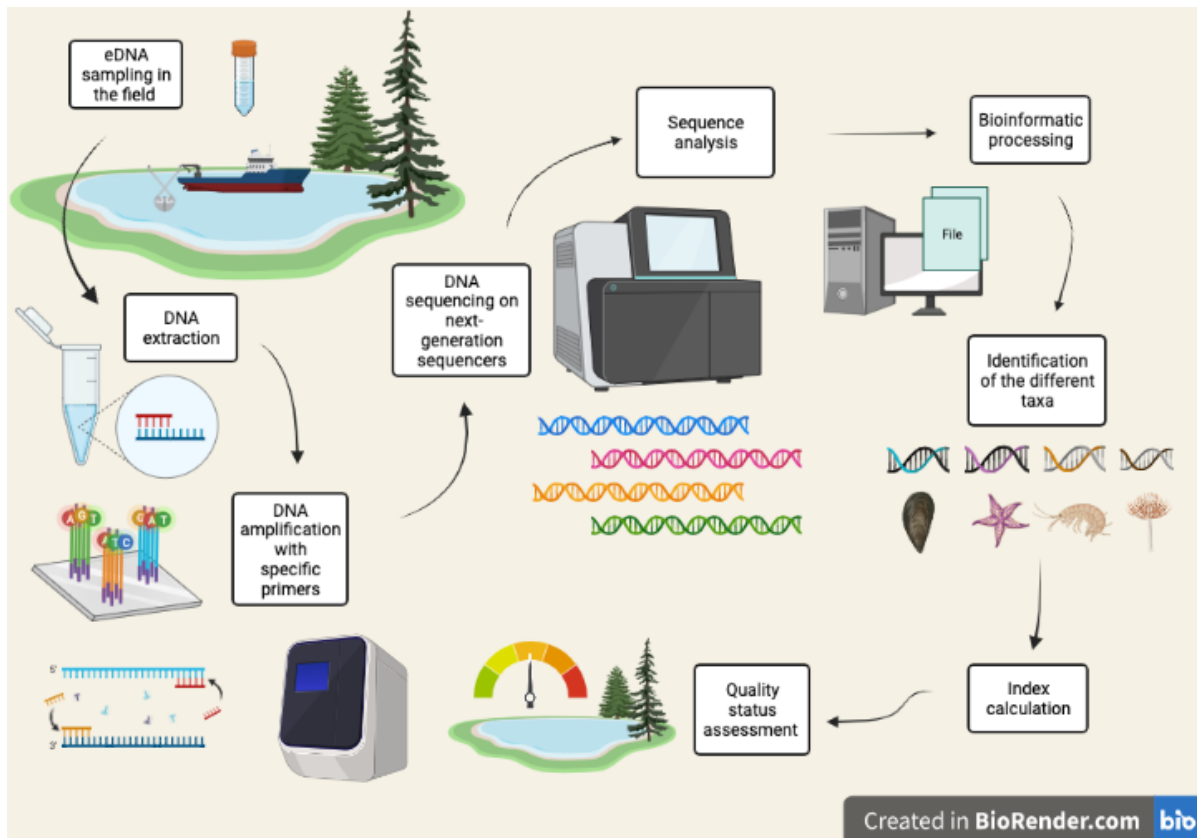 eDNA
sampling in
the field
DNA
extraction
A G T
G A T
A T C
DNA
amplification
with
specific
primers
5'
3'
DNA
sequencing on
next-
generation
sequencers
Sequence
analysis
Bioinformatic
processing
File
Identification
of the different
taxa
Index
calculation
Quality
status
assessment
Created in BioRender.com bio